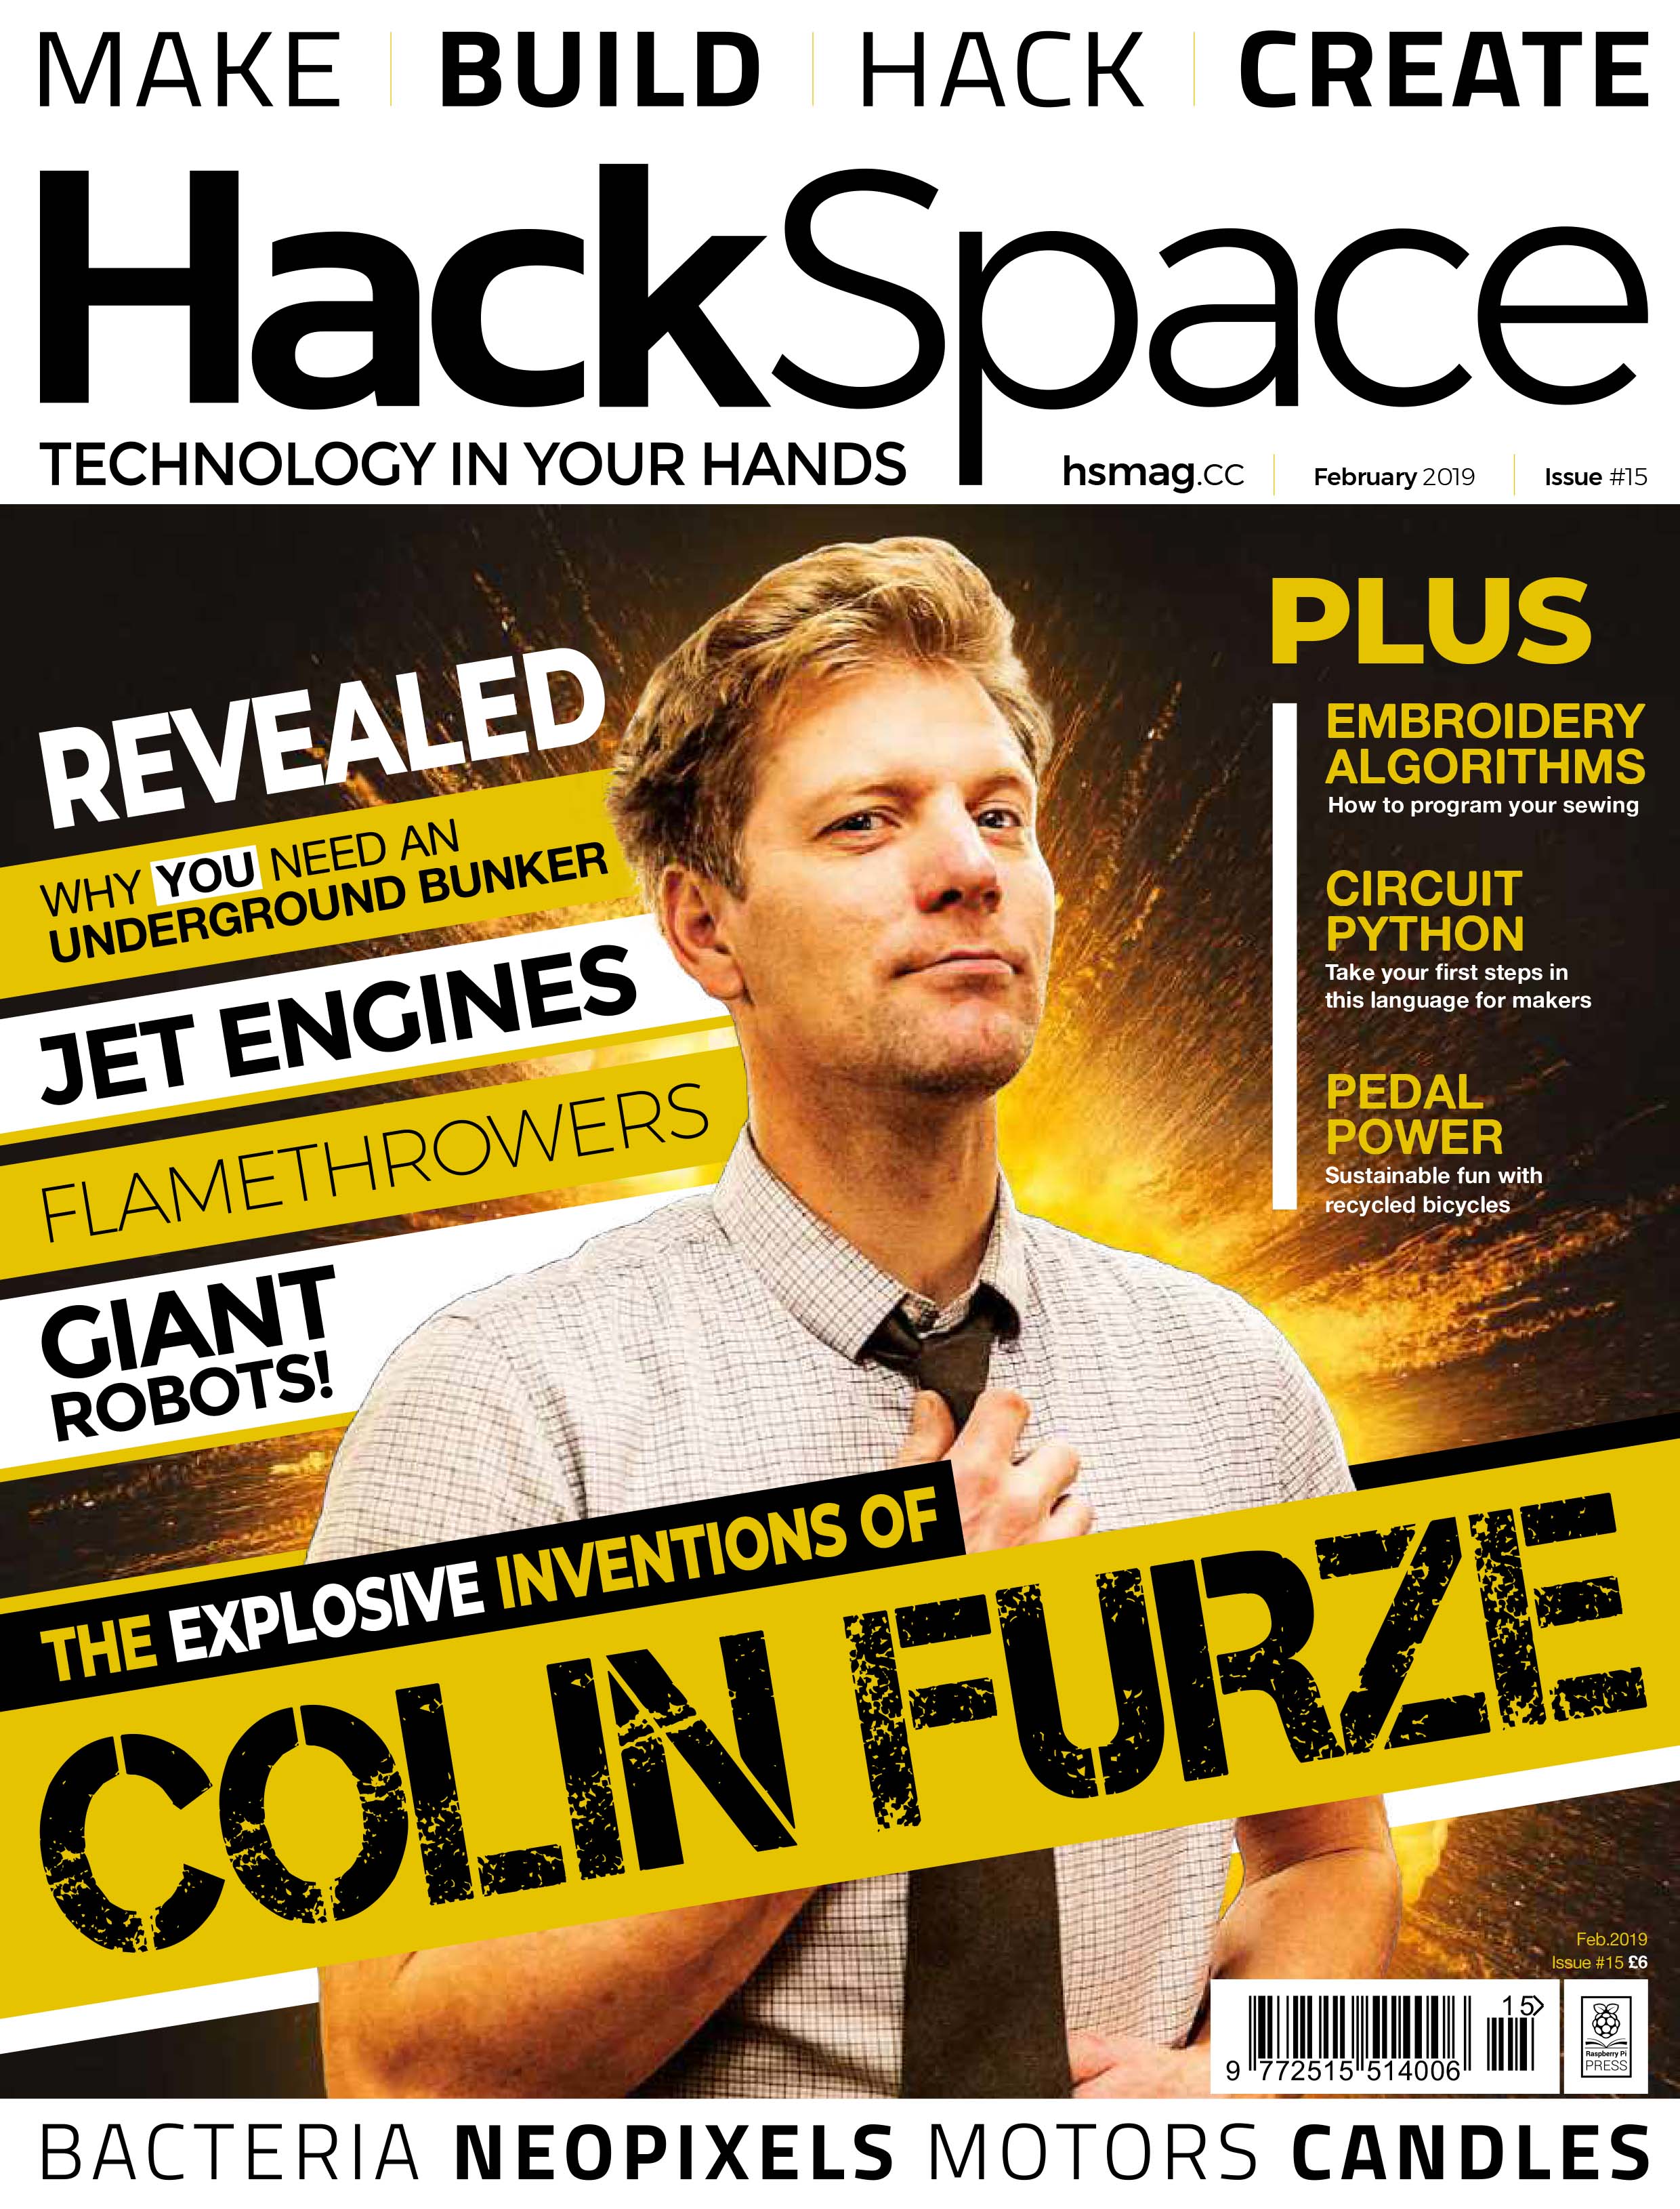 MAKE | BUILD | HACK | CREATE
HackSpace
TECHNOLOGY IN YOUR HANDS
hsmag.cc | February 2019 | Issue #15
REVEALED
WHY YOU NEED AN
UNDERGROUND BUNKER
JET ENGINES
FLAMETHROWERS
GIANT
ROBOTS!
PLUS
EMBROIDERY
ALGORITHMS
How to program your sewing
CIRCUIT
PYTHON
Take your first steps in
this language for makers
PEDAL
POWER
Sustainable fun with
recycled bicycles
THE EXPLOSIVE INVENTIONS OF
COLIN FURZE
Feb.2019
Issue #15 £6
15>
9 772515 514006
Raspberry Pi
PRESS
BACTERIA NEOPIXELS MOTORS CANDLES